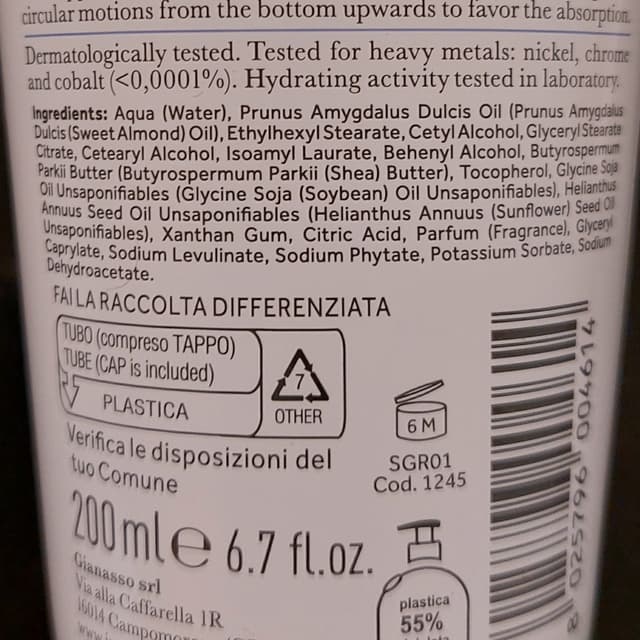 circular motions from the bottom upwards to favor the absorption.
Dermatologically tested. Tested for heavy metals: nickel, chrome
and cobalt (<0,0001%). Hydrating activity tested in laboratory.
Ingredients: Aqua (Water), Prunus Amygdalus Dulcis Oil (Prunus Amygdalus
Dulcis (Sweet Almond) Oil), Ethylhexyl Stearate, Cetyl Alcohol, Glyceryl Stearate
Citrate, Cetearyl Alcohol, Isoamyl Laurate, Behenyl Alcohol, Butyrospermum
Parkii Butter (Butyrospermum Parkii (Shea) Butter), Tocopherol, Glycine Soja
Oil Unsaponifiables (Glycine Soja (Soybean) Oil Unsaponifiables), Helianthus
Annuus Seed Oil Unsaponifiables (Helianthus Annuus (Sunflower) Seed Oil
Unsaponifiables), Xanthan Gum, Citric Acid, Parfum (Fragrance), Glyceryl
Caprylate, Sodium Levulinate, Sodium Phytate, Potassium Sorbate, Sodium
Dehydroacetate.
FAI LA RACCOLTA DIFFERENZIATA
TUBO (compreso TAPPO)
TUBE (CAP is included)
PLASTICA
7
OTHER
Verifica le disposizioni del
tuo Comune
6 M
SGR01
Cod. 1245
200 ml e 6.7 fl.oz.
Gianasso srl
Via alla Caffarella 1R
16014
plastica
55%
8 025796 004614